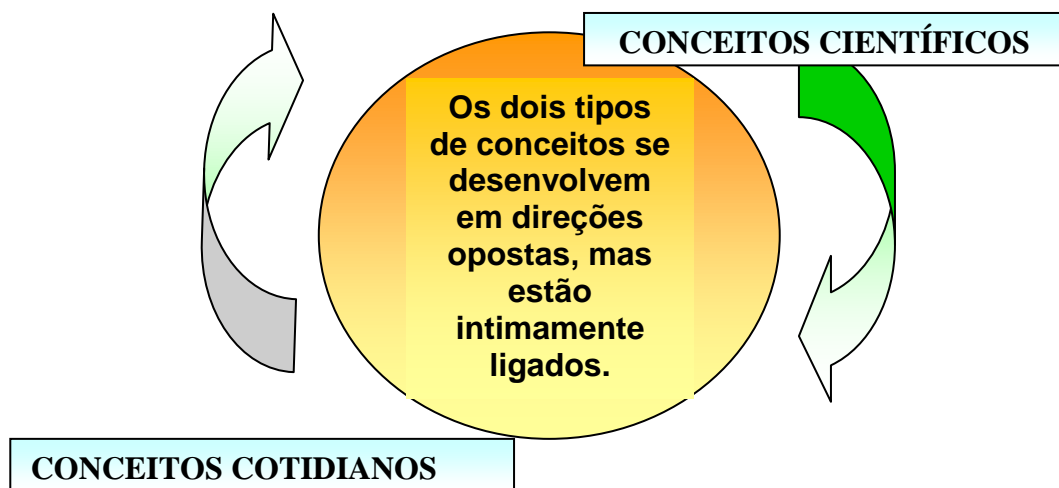 CONCEITOS CIENTÍFICOS
Os dois tipos
de conceitos se
desenvolvem
em direções
opostas, mas
estão
intimamente
ligados.
CONCEITOS COTIDIANOS